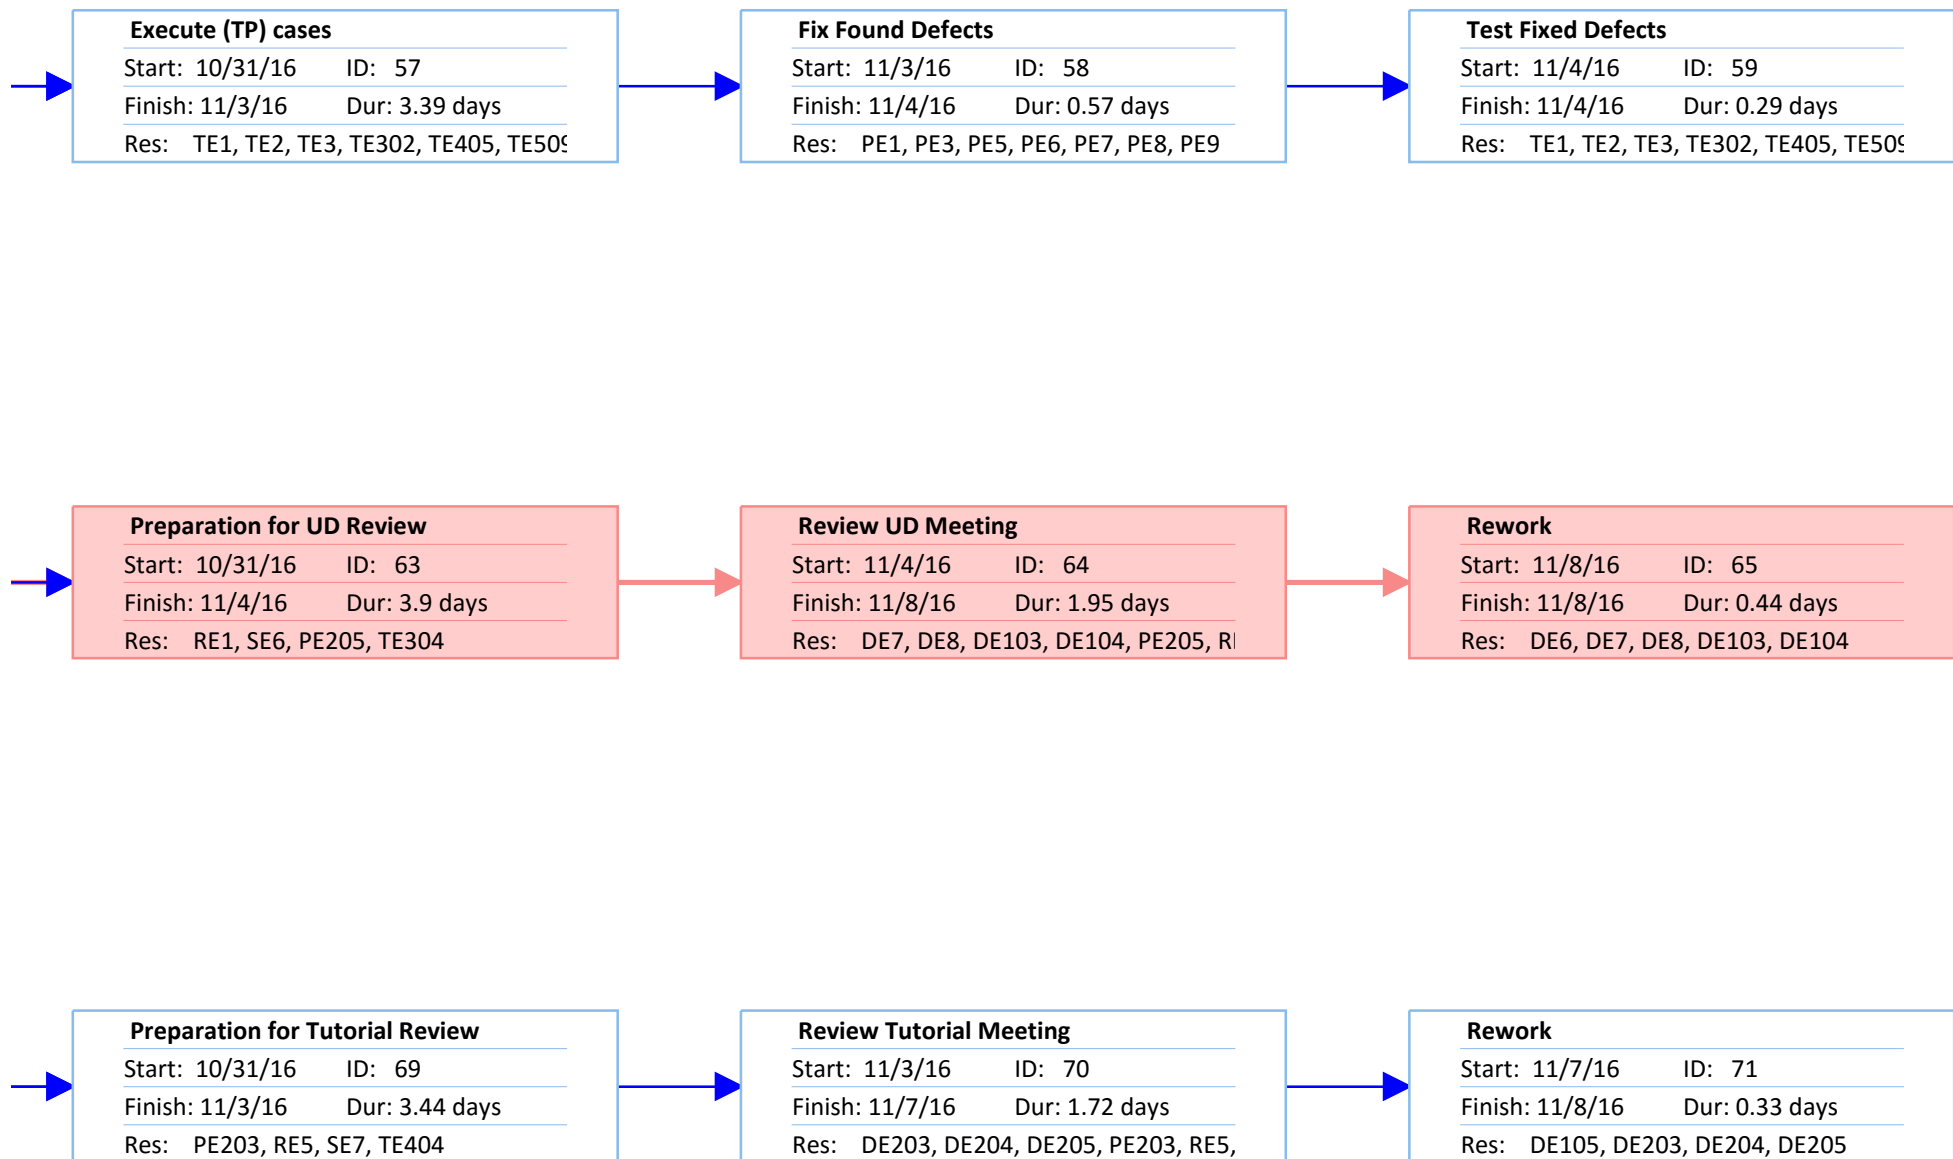 Execute (TP) cases
Start: 10/31/16 ID: 57
Finish: 11/3/16 Dur: 3.39 days
Res: TE1, TE2, TE3, TE302, TE405, TE509
Fix Found Defects
Start: 11/3/16 ID: 58
Finish: 11/4/16 Dur: 0.57 days
Res: PE1, PE3, PE5, PE6, PE7, PE8, PE9
Test Fixed Defects
Start: 11/4/16 ID: 59
Finish: 11/4/16 Dur: 0.29 days
Res: TE1, TE2, TE3, TE302, TE405, TE509
Preparation for UD Review
Start: 10/31/16 ID: 63
Finish: 11/4/16 Dur: 3.9 days
Res: RE1, SE6, PE205, TE304
Review UD Meeting
Start: 11/4/16 ID: 64
Finish: 11/8/16 Dur: 1.95 days
Res: DE7, DE8, DE103, DE104, PE205,
Rework
Start: 11/8/16 ID: 65
Finish: 11/8/16 Dur: 0.44 days
Res: DE6, DE7, DE8, DE103, DE104
Preparation for Tutorial Review
Start: 10/31/16 ID: 69
Finish: 11/3/16 Dur: 3.44 days
Res: PE203, RE5, SE7, TE404
Review Tutorial Meeting
Start: 11/3/16 ID: 70
Finish: 11/7/16 Dur: 1.72 days
Res: DE203, DE204, DE205, PE203, RE5,
Rework
Start: 11/7/16 ID: 71
Finish: 11/8/16 Dur: 0.33 days
Res: DE105, DE203, DE204, DE205